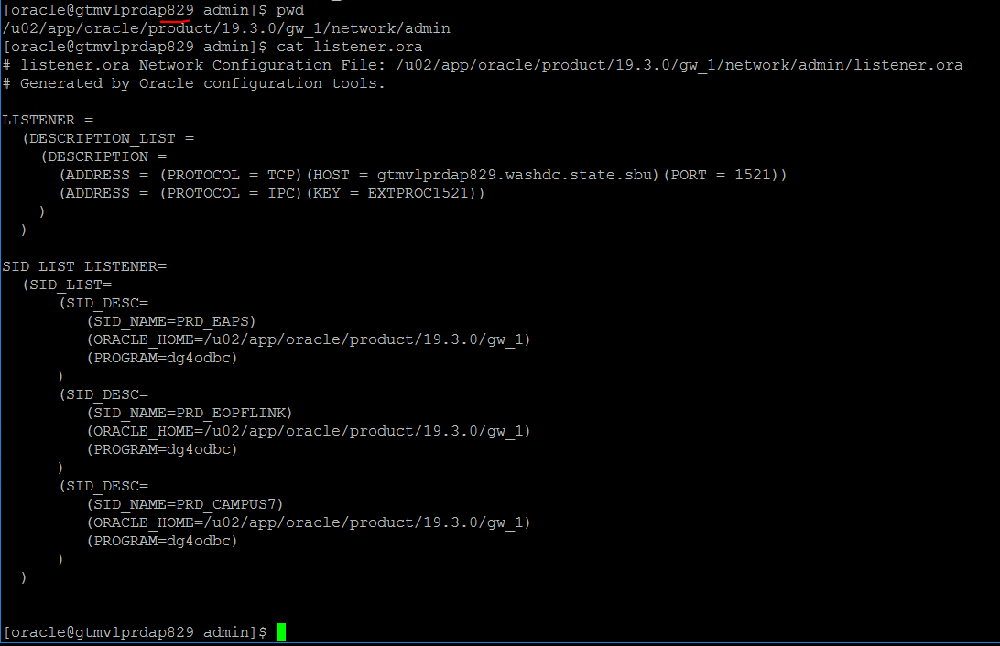 [oracle@gtmvlprdap829 admin]$ pwd
/u02/app/oracle/product/19.3.0/gw_1/network/admin
[oracle@gtmvlprdap829 admin]$ cat listener.ora
# listener.ora Network Configuration File: /u02/app/oracle/product/19.3.0/gw_1/network/admin/listener.ora
# Generated by Oracle configuration tools.

LISTENER =
  (DESCRIPTION_LIST =
    (DESCRIPTION =
      (ADDRESS = (PROTOCOL = TCP)(HOST = gtmvlprdap829.washdc.state.sbu)(PORT = 1521))
      (ADDRESS = (PROTOCOL = IPC)(KEY = EXTPROC1521))
    )
  )

SID_LIST_LISTENER=
  (SID_LIST=
      (SID_DESC=
         (SID_NAME=PRD_EAPS)
         (ORACLE_HOME=/u02/app/oracle/product/19.3.0/gw_1)
         (PROGRAM=dg4odbc)
      )
      (SID_DESC=
         (SID_NAME=PRD_EOPFLINK)
         (ORACLE_HOME=/u02/app/oracle/product/19.3.0/gw_1)
         (PROGRAM=dg4odbc)
      )
      (SID_DESC=
         (SID_NAME=PRD_CAMPUS7)
         (ORACLE_HOME=/u02/app/oracle/product/19.3.0/gw_1)
         (PROGRAM=dg4odbc)
      )
  )

[oracle@gtmvlprdap829 admin]$